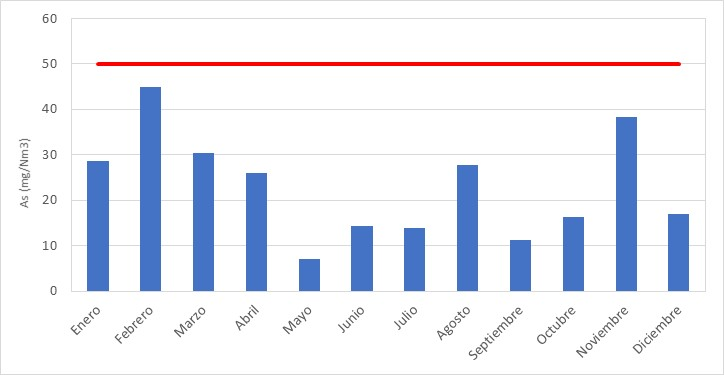 60
50
40
30
20
10
0
As (mg/Nm3)
Enero
Febrero
Marzo
Abril
Mayo
Junio
Julio
Agosto
Septiembre
Octubre
Noviembre
Diciembre